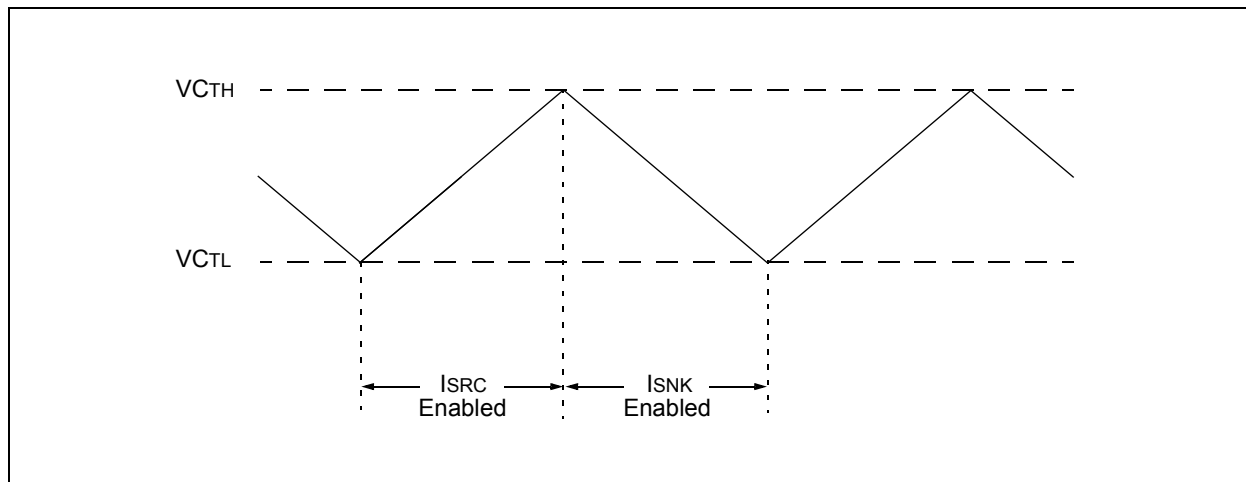 VCTH
VCTL
ISRC
Enabled
ISNK
Enabled